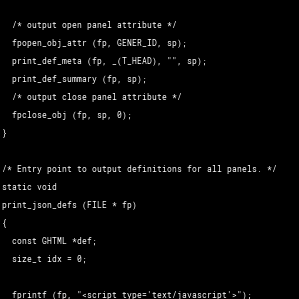 /* output open panel attribute */
fpopen_obj_attr (fp, GENER_ID, sp);
print_def_meta (fp, _(T_HEAD), "", sp);
print_def_summary (fp, sp);
/* output close panel attribute */
fpclose_obj (fp, sp, 0);
}
/* Entry point to output definitions for all panels. */
static void
print_json_defs (FILE * fp)
{
const GHTML *def;
size_t idx = 0;
fprintf (fp, "<script type='text/javascript'>");